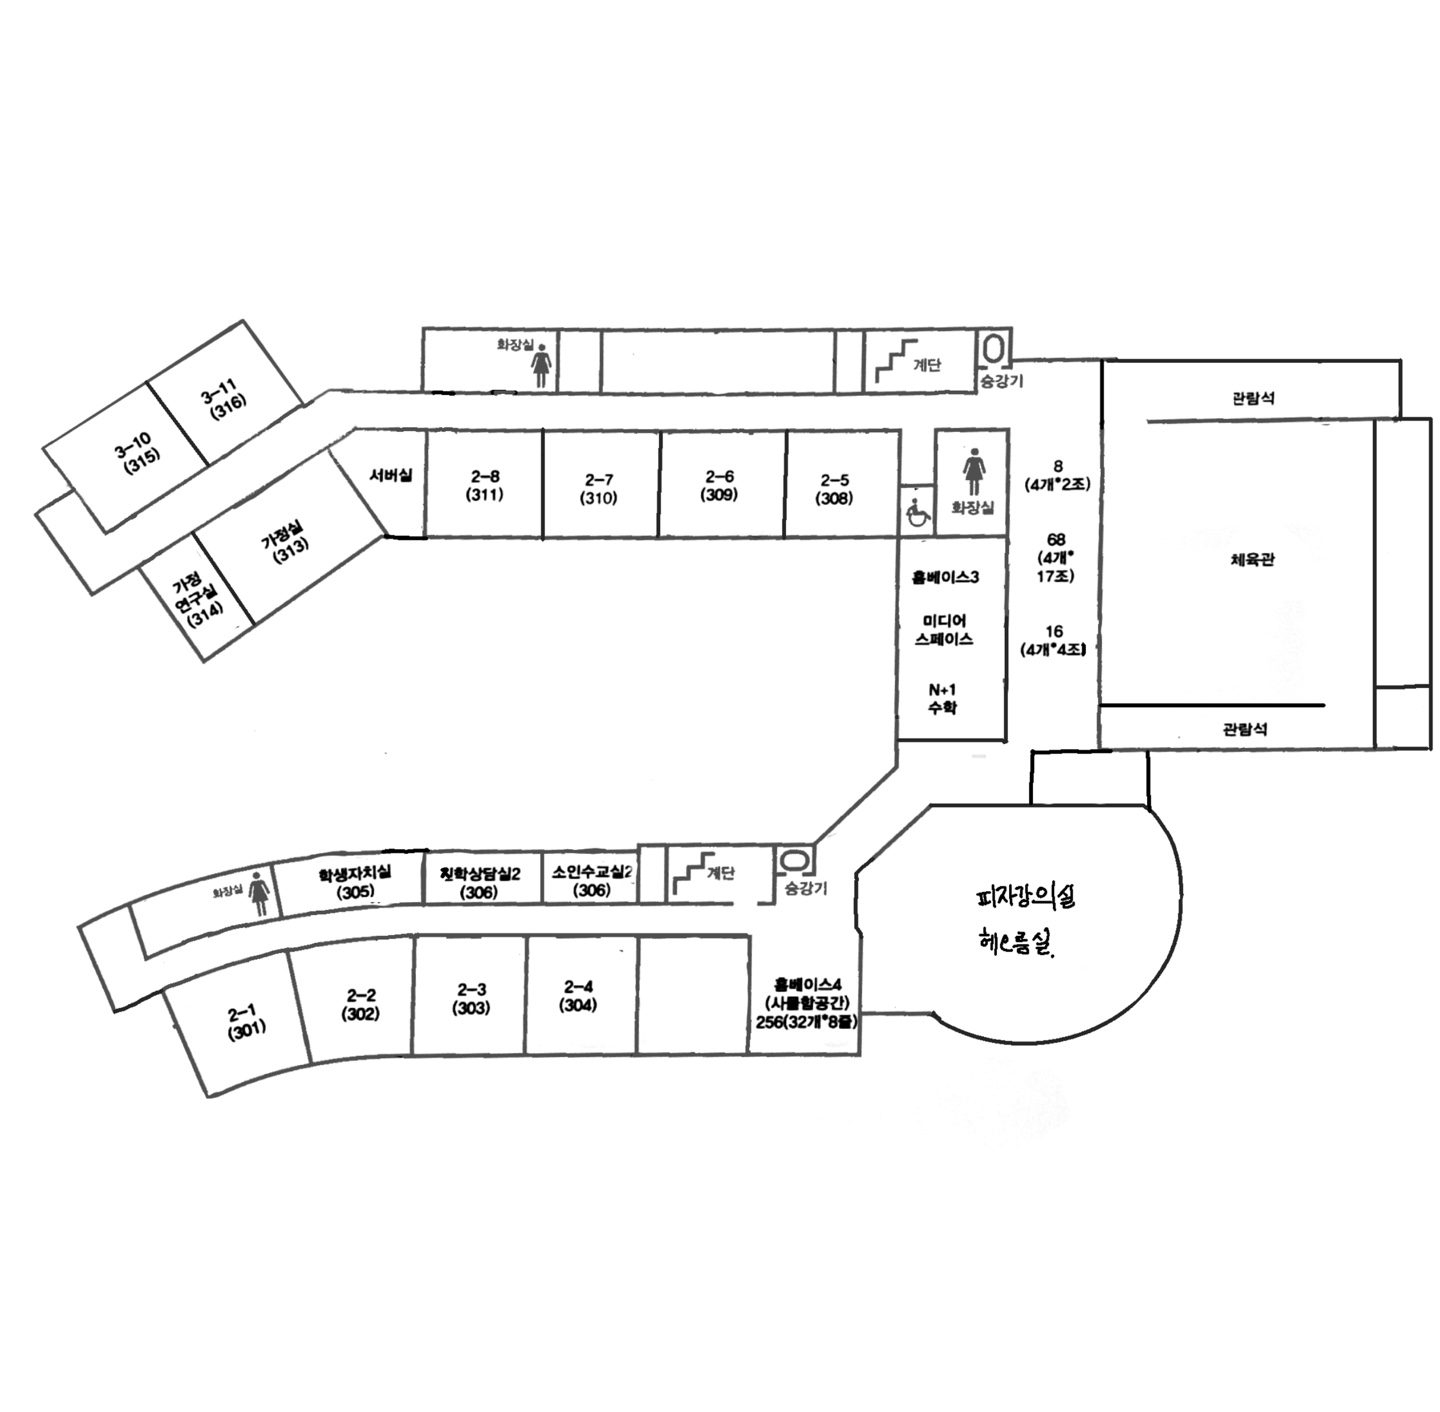 화장실
계단
승강기
3-11
(316)
3-10
(315)
관람석
서버실
2-8
(311)
2-7
(310)
2-6
(309)
2-5
(308)
화장실
8
(4개*2조)
가정실
(313)
가정
연구실
(314)
68
(4개*
17조)
체육관
홈베이스3
미디어
스페이스
16
(4개*4조)
N+1
수학
관람석
화장실
학생자치실
(305)
진학상담실2
(306)
소인수교실2
(306)
계단
승강기
2-1
(301)
2-2
(302)
2-3
(303)
2-4
(304)
홈베이스4
(사물함공간)
256(32개*8줄)
피자강의실
헤르름실.